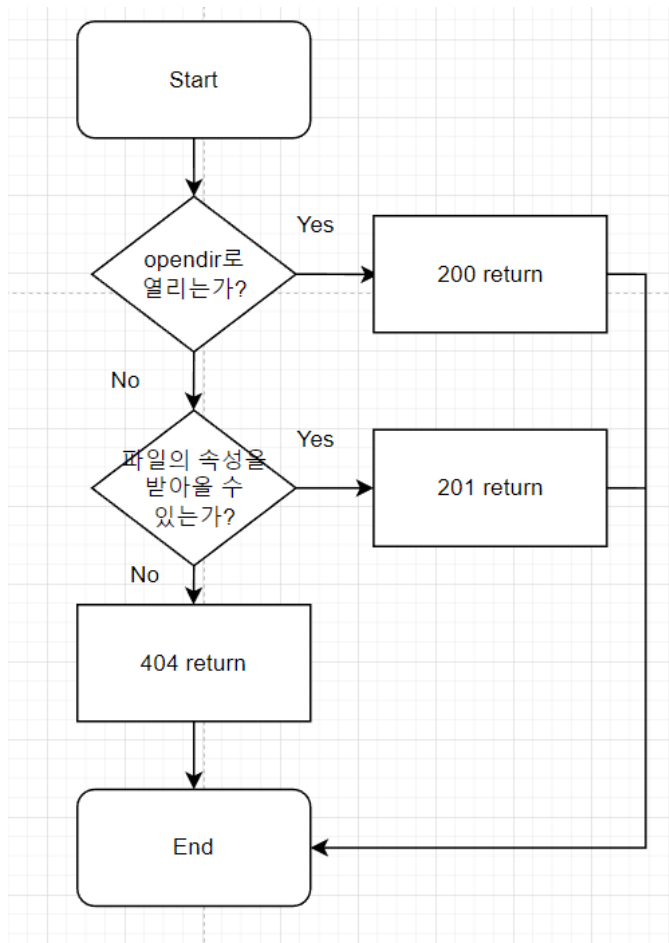 Start
opendir로
열리는가?
Yes
200 return
No
파일의 속성을
받아올 수
있는가?
Yes
201 return
No
404 return
End